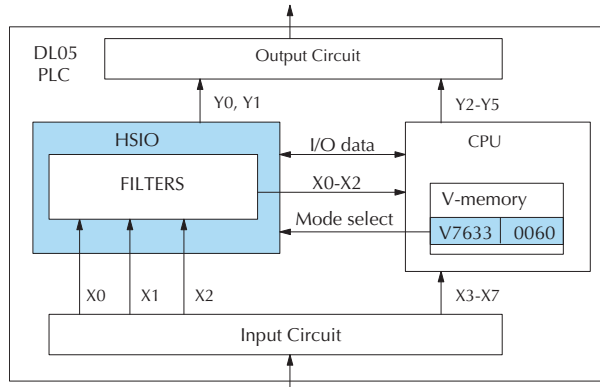 DL05
PLC
Output Circuit
Y0, Y1
Y2-Y5
HSIO
I/O data
CPU
FILTERS
X0-X2
V-memory
Mode select
V7633 0060
X0
X1
X2
X3-X7
Input Circuit